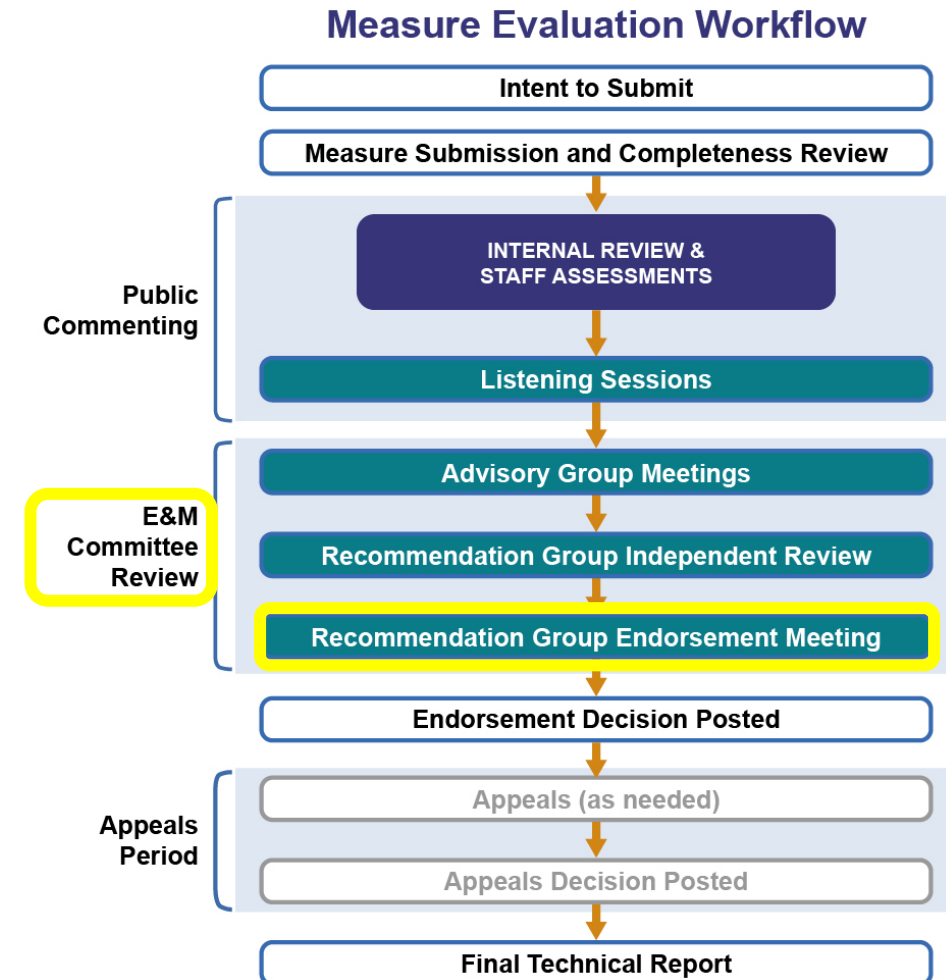 Measure Evaluation Workflow
Intent to Submit
Measure Submission and Completeness Review
Public
Commenting
INTERNAL REVIEW &
STAFF ASSESSMENTS
Listening Sessions
E&M
Committee
Review
Advisory Group Meetings
Recommendation Group Independent Review
Recommendation Group Endorsement Meeting
Endorsement Decision Posted
Appeals
Period
Appeals (as needed)
Appeals Decision Posted
Final Technical Report